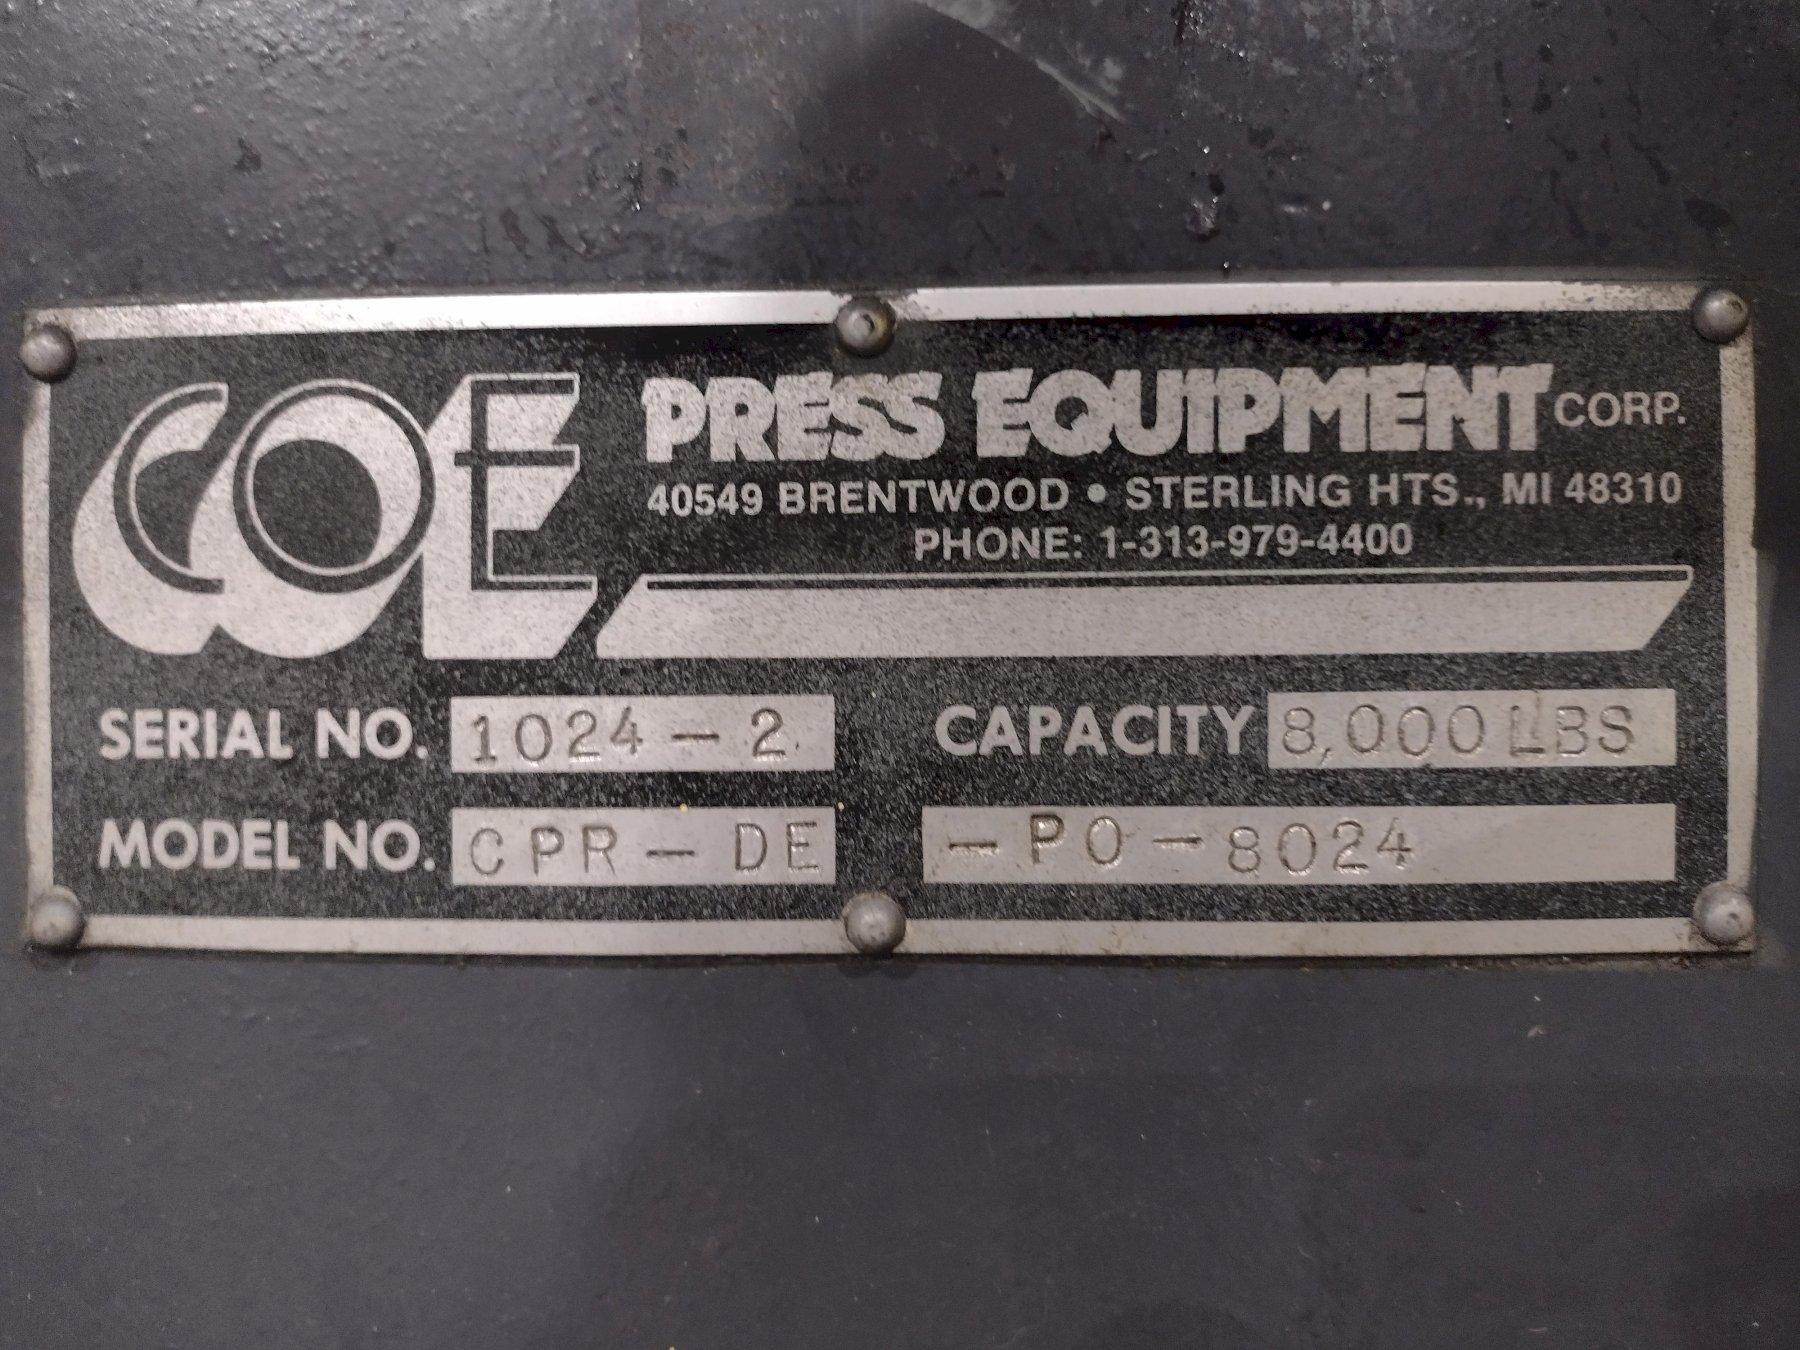 COE PRESS EQUIPMENT CORP.
40549 BRENTWOOD • STERLING HTS., MI 48310
PHONE: 1-313-979-4400
SERIAL NO. 1024-2 CAPACITY 8,000 LBS
MODEL NO. CPR-DE -PO-8024